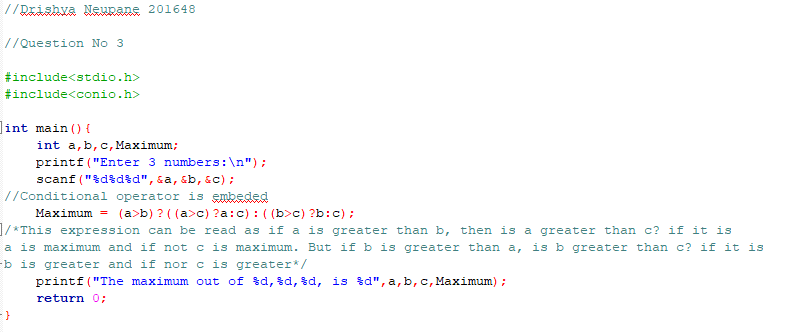 //Drishya Neupane 201648
//Question No 3
#include<stdio.h>
#include<conio.h>
int main(){
int a,b,c,Maximum;
printf("Enter 3 numbers:\n");
scanf("%d%d%d",&a,&b,&c);
//Conditional operator is embeded
Maximum = (a>b)?((a>c)?a:c):((b>c)?b:c);
/*This expression can be read as if a is greater than b, then is a greater than c? if it is
a is maximum and if not c is maximum. But if b is greater than a, is b greater than c? if it is
b is greater and if nor c is greater*/
printf("The maximum out of %d,%d,%d, is %d",a,b,c,Maximum);
return 0;
}